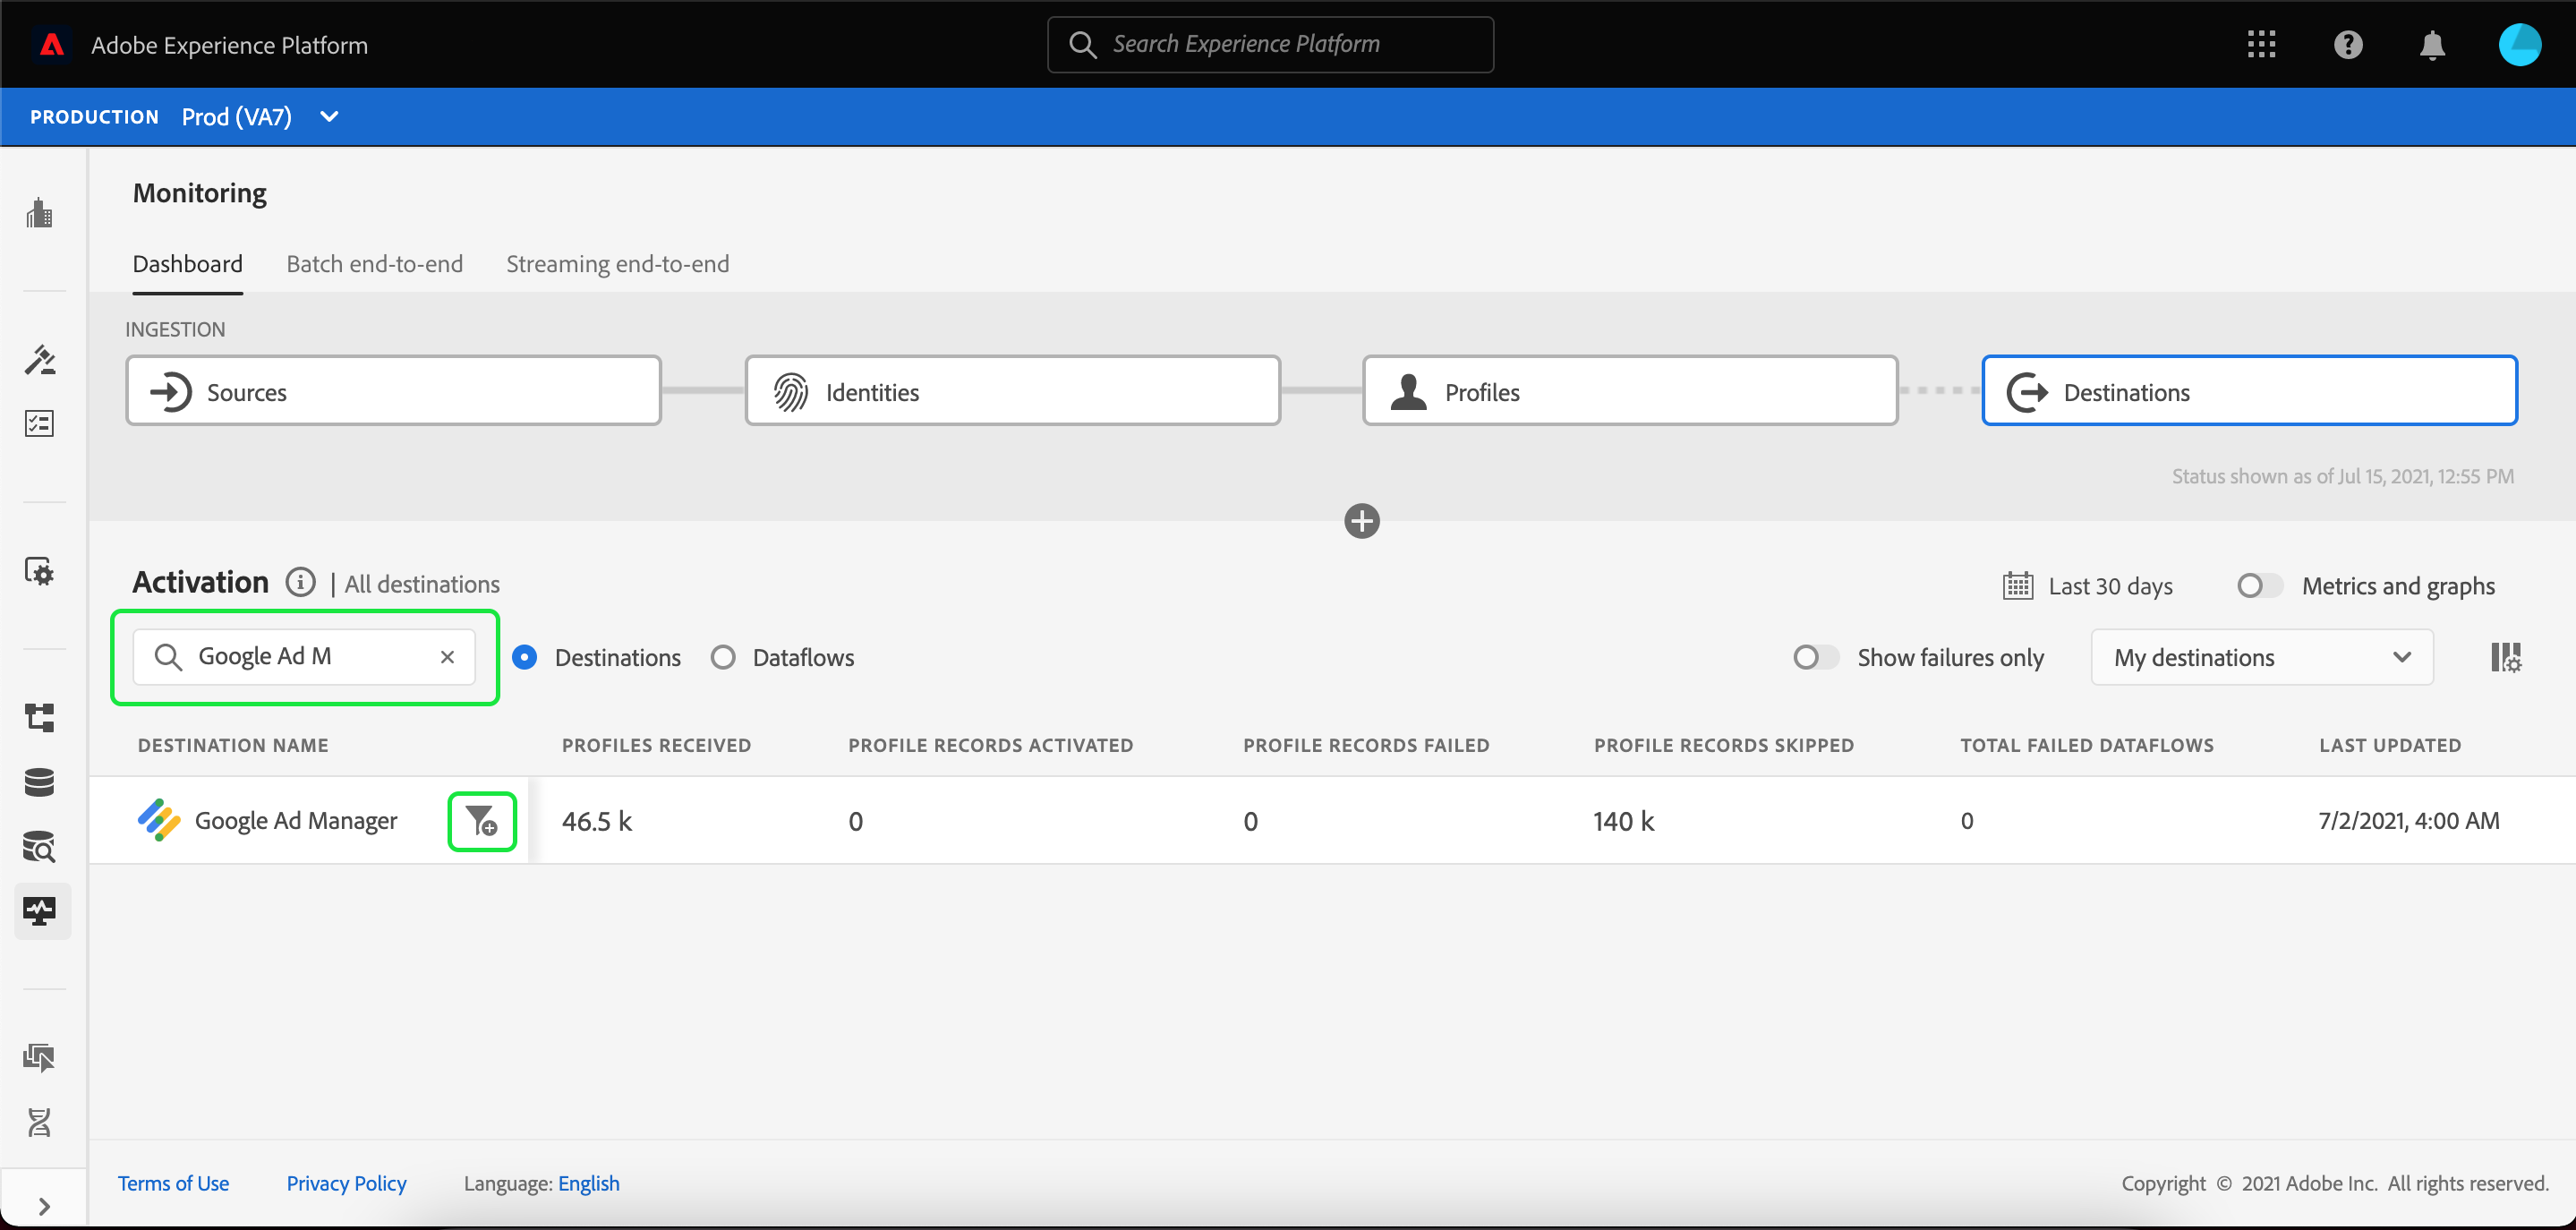 Adobe Experience Platform
Search Experience Platform
PRODUCTION Prod (VA7)
Monitoring
Dashboard Batch end-to-end Streaming end-to-end
INGESTION
Sources Identities Profiles Destinations
Status shown as of Jul 15, 2021, 12:55 PM
Activation | All destinations
Last 30 days Metrics and graphs
Google Ad M Destinations Dataflows Show failures only My destinations
DESTINATION NAME PROFILES RECEIVED PROFILE RECORDS ACTIVATED PROFILE RECORDS FAILED PROFILE RECORDS SKIPPED TOTAL FAILED DATAFLOWS LAST UPDATED
Google Ad Manager 46.5 k 0 0 140 k 0 7/2/2021, 4:00 AM
Terms of Use Privacy Policy Language: English Copyright © 2021 Adobe Inc. All rights reserved.